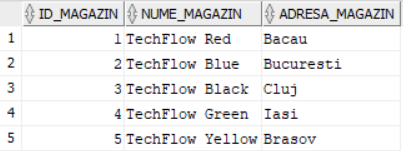 ID_MAGAZIN NUME_MAGAZIN ADRESA_MAGAZIN
1 1 TechFlow Red Bacau
2 2 TechFlow Blue Bucuresti
3 3 TechFlow Black Cluj
4 4 TechFlow Green Iasi
5 5 TechFlow Yellow Brasov